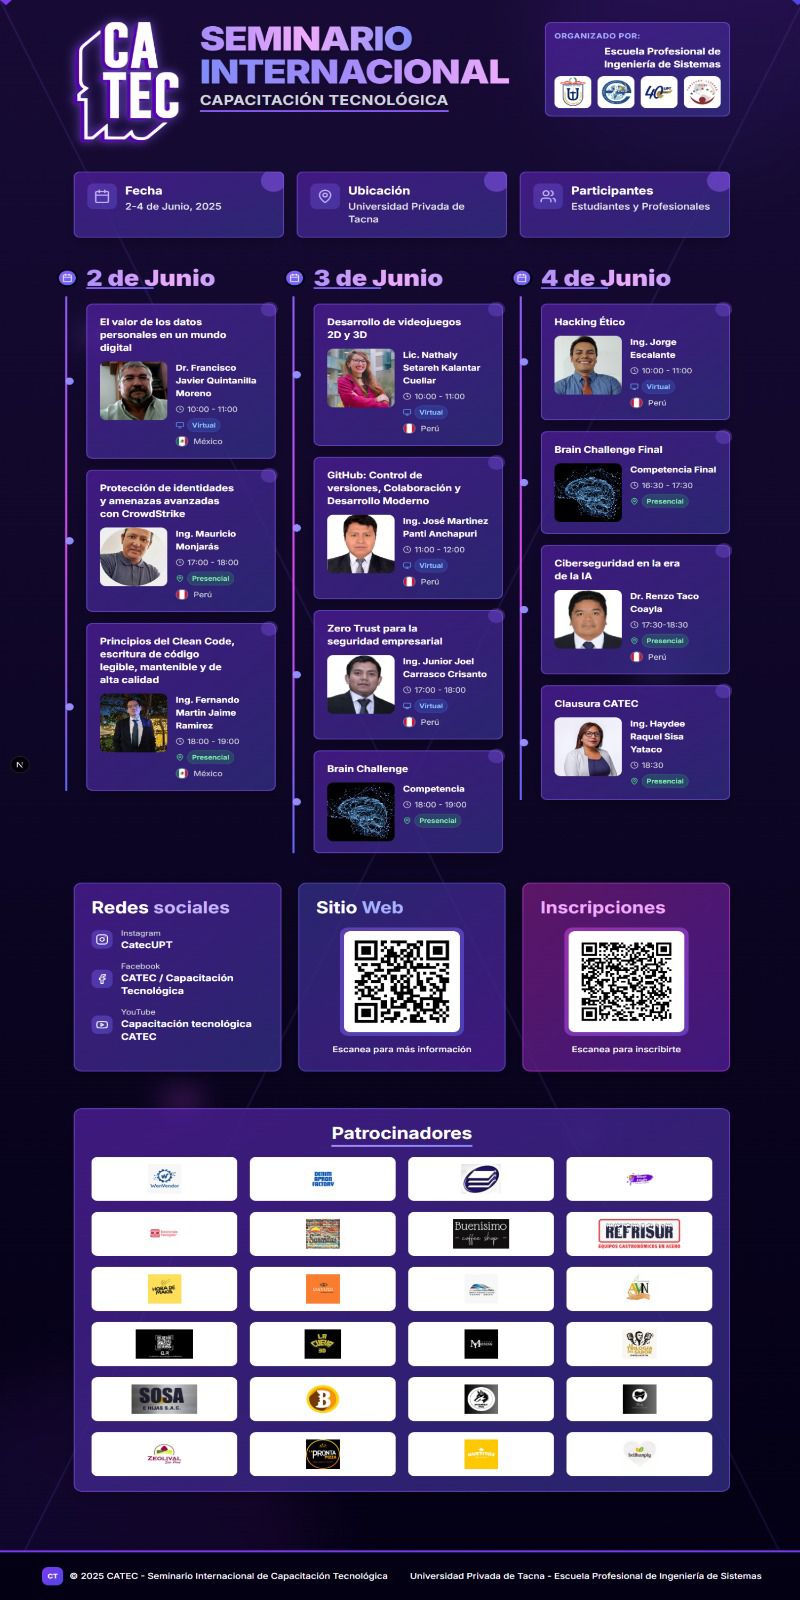 CA
TEC
SEMINARIO
INTERNACIONAL
CAPACITACIÓN TECNOLÓGICA
ORGANIZADO POR:
Escuela Profesional de
Ingeniería de Sistemas
Fecha
2-4 de Junio, 2025
Ubicación
Universidad Privada de
Tacna
Participantes
Estudiantes y Profesionales
2 de Junio
El valor de los datos
personales en un mundo
digital
Dr. Francisco
Javier Quintanilla
Moreno
10:00 - 11:00
Virtual
México
Protección de identidades
y amenazas avanzadas
con CrowdStrike
Ing. Mauricio
Monjarás
17:00 - 18:00
Presencial
Perú
Principios del Clean Code,
escritura de código
legible, mantenible y de
alta calidad
Ing. Fernando
Martin Jaime
Ramirez
18:00 - 19:00
Presencial
México
3 de Junio
Desarrollo de videojuegos
2D y 3D
Lic. Nathaly
Setareh Kalantar
Cuellar
10:00 - 11:00
Virtual
Perú
GitHub: Control de
versiones, Colaboración y
Desarrollo Moderno
Ing. José Martinez
Panti Anchapuri
11:00 - 12:00
Virtual
Perú
Zero Trust para la
seguridad empresarial
Ing. Junior Joel
Carrasco Crisanto
17:00 - 18:00
Virtual
Perú
Brain Challenge
Competencia
18:00 - 19:00
Presencial
4 de Junio
Hacking Ético
Ing. Jorge
Escalante
10:00 - 11:00
Virtual
Perú
Brain Challenge Final
Competencia Final
16:30 - 17:30
Presencial
Ciberseguridad en la era
de la IA
Dr. Renzo Taco
Coayla
17:30-18:30
Presencial
Perú
Clausura CATEC
Ing. Haydee
Raquel Sisa
Yataco
18:30
Presencial
N
Redes sociales
Instagram
CatecUPT
Facebook
CATEC / Capacitación
Tecnológica
YouTube
Capacitación tecnológica
CATEC
Sitio Web
Escanea para más información
Inscripciones
Escanea para inscribirte
Patrocinadores
WenVendor
DENIM
APRON
FACTORY
Buenísimo
coffee shop
REFRISUR
EQUIPOS GASTRONÓMICOS EN ACERO
HORA DE
MAKIS
AVN
LA
CUEVA
3D
TRILOGÍA
DEL SABOR
SOSA
E HIJAS S.A.C.
B
ZEOLIVAL
PRONTA
PIZZA
CT
© 2025 CATEC - Seminario Internacional de Capacitación Tecnológica
Universidad Privada de Tacna - Escuela Profesional de Ingeniería de Sistemas